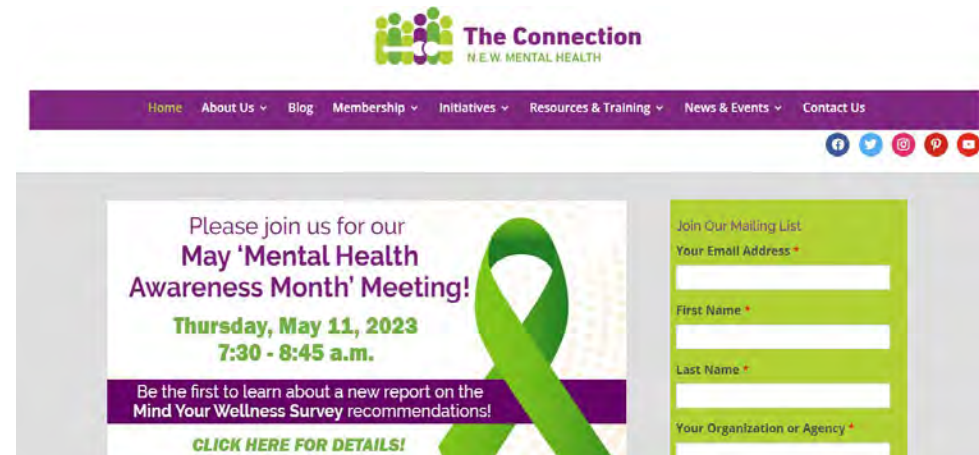 The Connection
N.E.W. MENTAL HEALTH
Home About Us Blog Membership Initiatives Resources & Training News & Events Contact Us
Please join us for our
May ‘Mental Health
Awareness Month’ Meeting!
Thursday, May 11, 2023
7:30 - 8:45 a.m.
Be the first to learn about a new report on the
Mind Your Wellness Survey recommendations!
CLICK HERE FOR DETAILS!
Join Our Mailing List
Your Email Address *
First Name *
Last Name *
Your Organization or Agency *